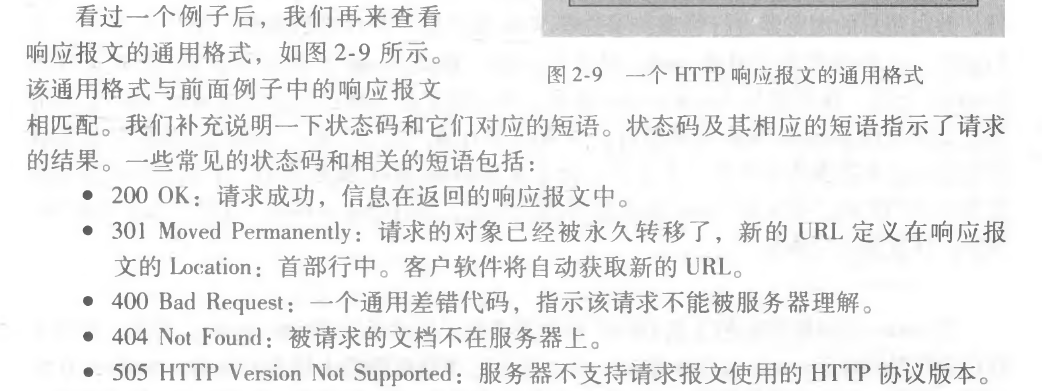 看过一个例子后，我们再来查看
响应报文的通用格式，如图 2-9 所示。
该通用格式与前面例子中的响应报文
图 2-9 一个 HTTP 响应报文的通用格式
相匹配。我们补充说明一下状态码和它们对应的短语。状态码及其相应的短语指示了请求
的结果。一些常见的状态码和相关的短语包括：
• 200 OK：请求成功，信息在返回的响应报文中。
• 301 Moved Permanently：请求的对象已经被永久转移了，新的 URL 定义在响应报
文的 Location：首部行中。客户软件将自动获取新的 URL。
• 400 Bad Request：一个通用差错代码，指示该请求不能被服务器理解。
• 404 Not Found：被请求的文档不在服务器上。
• 505 HTTP Version Not Supported：服务器不支持请求报文使用的 HTTP 协议版本